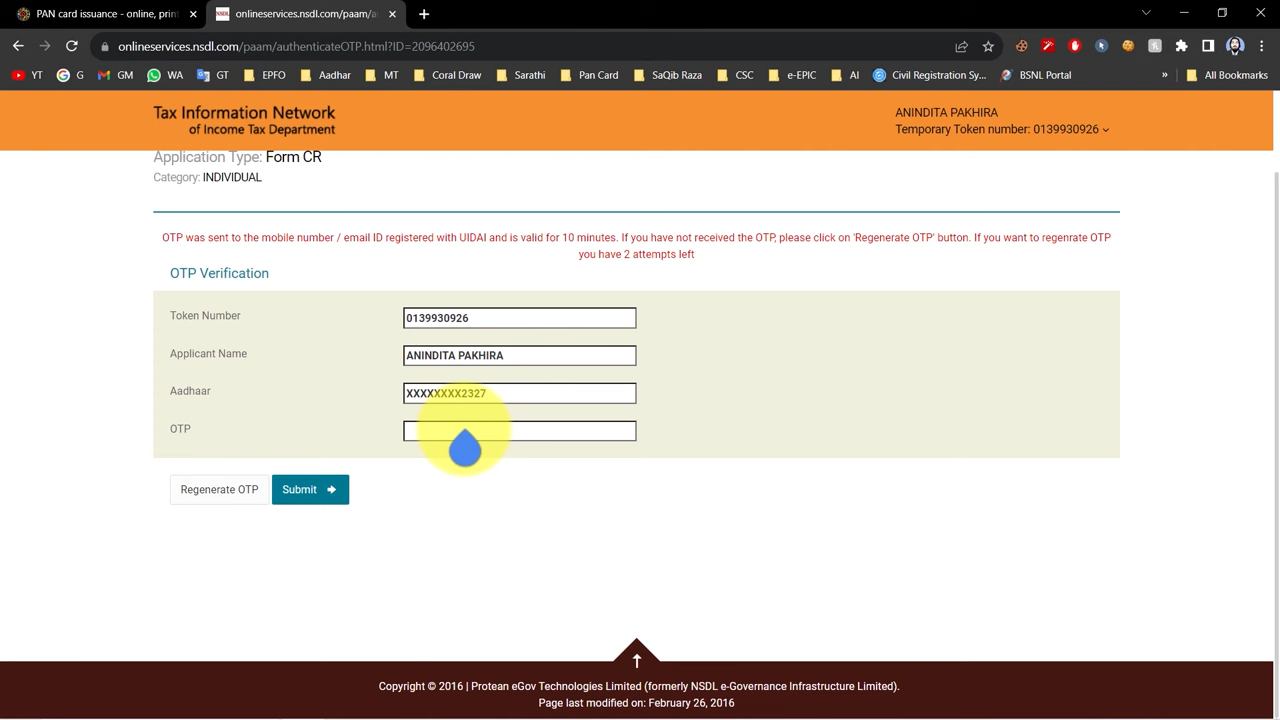 PAN card issuance - online, print
onlineservices.nsdl.com/paam/a
onlineservices.nsdl.com/paam/authenticateOTP.html?ID=2096402695
YT G GM WA GT EPFO Aadhar MT Coral Draw Sarathi Pan Card SaQib Raza CSC e-EPIC AI Civil Registration Sy... BSNL Portal » All Bookmarks
Tax Information Network
of Income Tax Department
ANINDITA PAKHIRA
Temporary Token number: 0139930926
Application Type: Form CR
Category: INDIVIDUAL
OTP was sent to the mobile number / email ID registered with UIDAI and is valid for 10 minutes. If you have not received the OTP, please click on 'Regenerate OTP' button. If you want to regenrate OTP
you have 2 attempts left
OTP Verification
Token Number 0139930926
Applicant Name ANINDITA PAKHIRA
Aadhaar XXXXXXXX2327
OTP
Regenerate OTP Submit
Copyright © 2016 | Protean eGov Technologies Limited (formerly NSDL e-Governance Infrastructure Limited).
Page last modified on: February 26, 2016